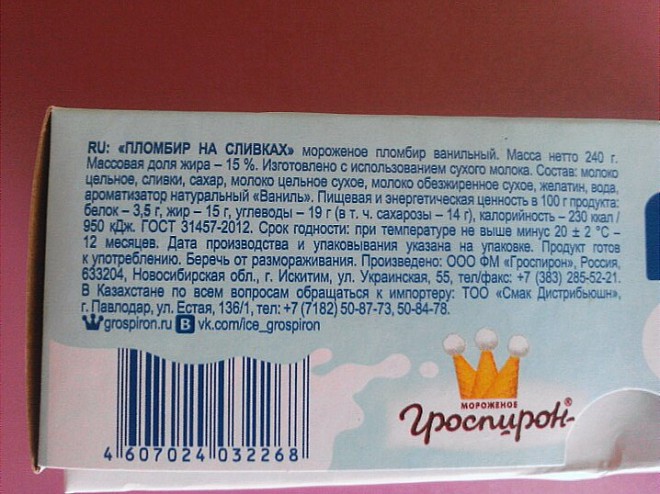 RU: «ПЛОМБИР НА СЛИВКАХ» мороженое пломбир ванильный. Масса нетто 240 г.
Массовая доля жира – 15 %. Изготовлено с использованием сухого молока. Состав: молоко
цельное, сливки, сахар, молоко цельное сухое, молоко обезжиренное сухое, желатин, вода,
ароматизатор натуральный «Ваниль». Пищевая и энергетическая ценность в 100 г продукта:
белок – 3,5 г, жир – 15 г, углеводы – 19 г (в т. ч. сахарозы – 14 г), калорийность – 230 ккал /
950 кДж. ГОСТ 31457-2012. Срок годности: при температуре не выше минус 20 ± 2 °С –
12 месяцев. Дата производства и упаковывания указана на упаковке. Продукт готов
к употреблению. Беречь от размораживания. Произведено: ООО ФМ «Гроспирон», Россия,
633204, Новосибирская обл., г. Искитим, ул. Украинская, 55, тел/факс: +7 (383) 285-52-21.
В Казахстане по всем вопросам обращаться к импортеру: ТОО «Смак Дистрибьюшн»,
г. Павлодар, ул. Естая, 136/1, тел.: +7 (7182) 50-87-73, 50-84-78.
grospiron.ru B vk.com/ice_grospiron
МОРОЖЕНОЕ
Гроспирон®
4 607024 032268